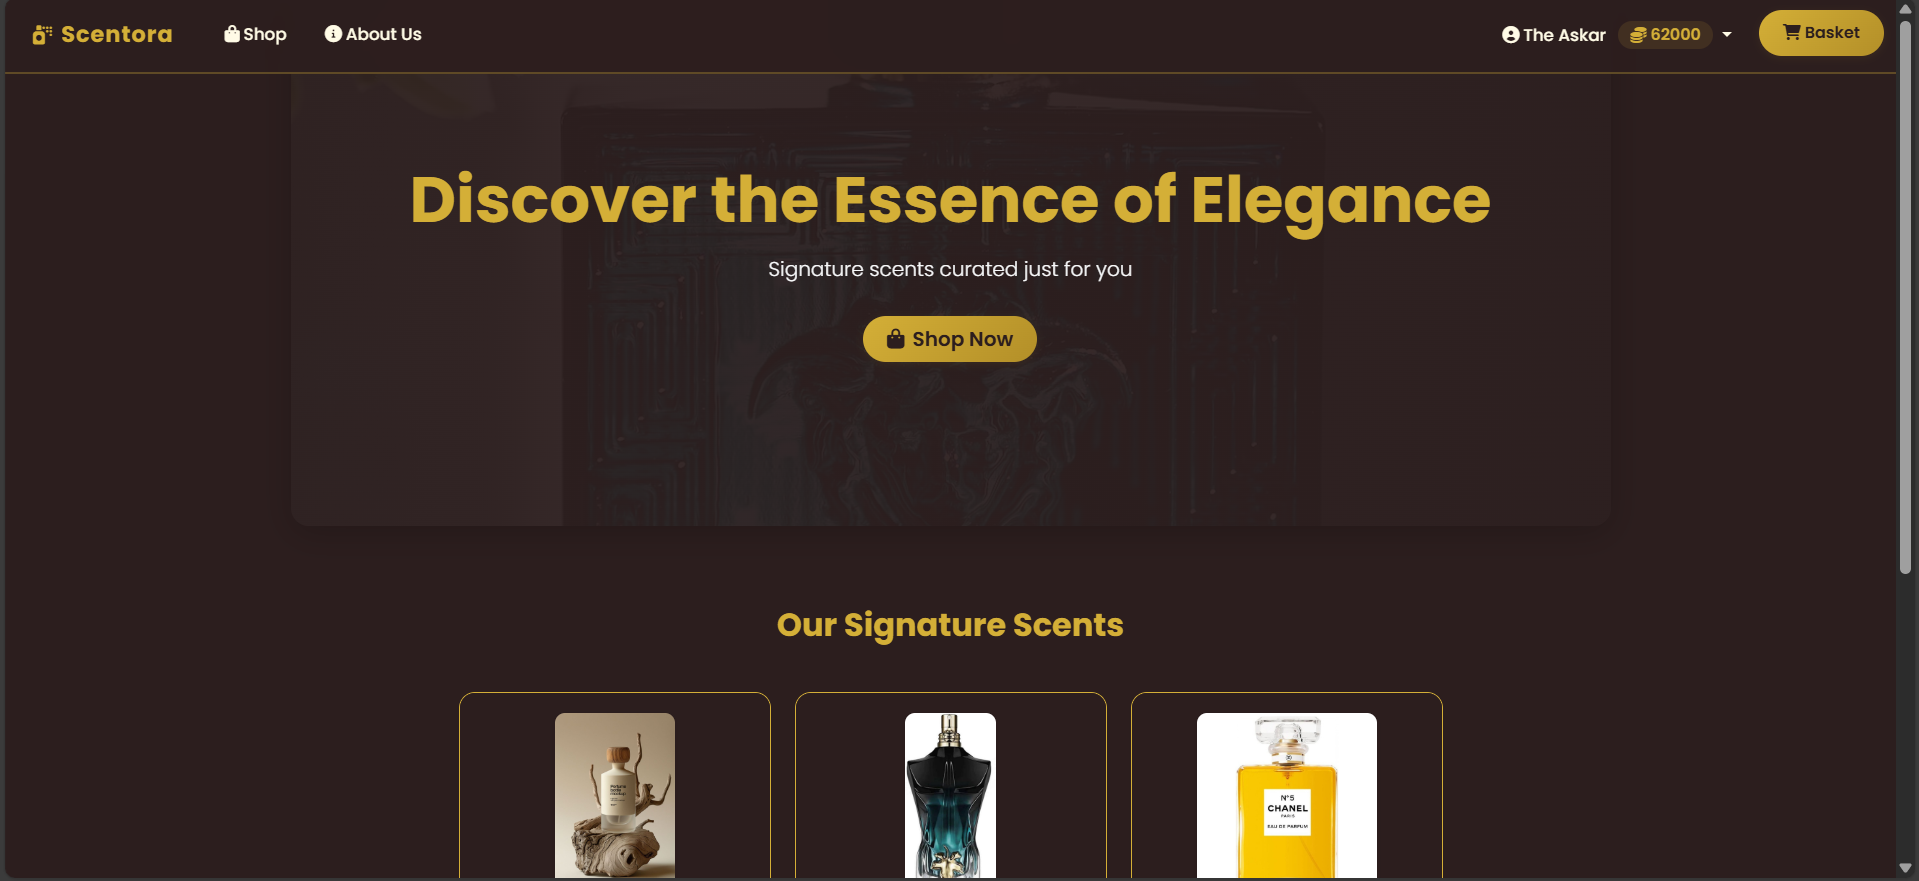 Scentora
Shop
About Us
The Askar
62000
Basket
Discover the Essence of Elegance
Signature scents curated just for you
Shop Now
Our Signature Scents
N°5
CHANEL
PARIS
EAU DE PARFUM